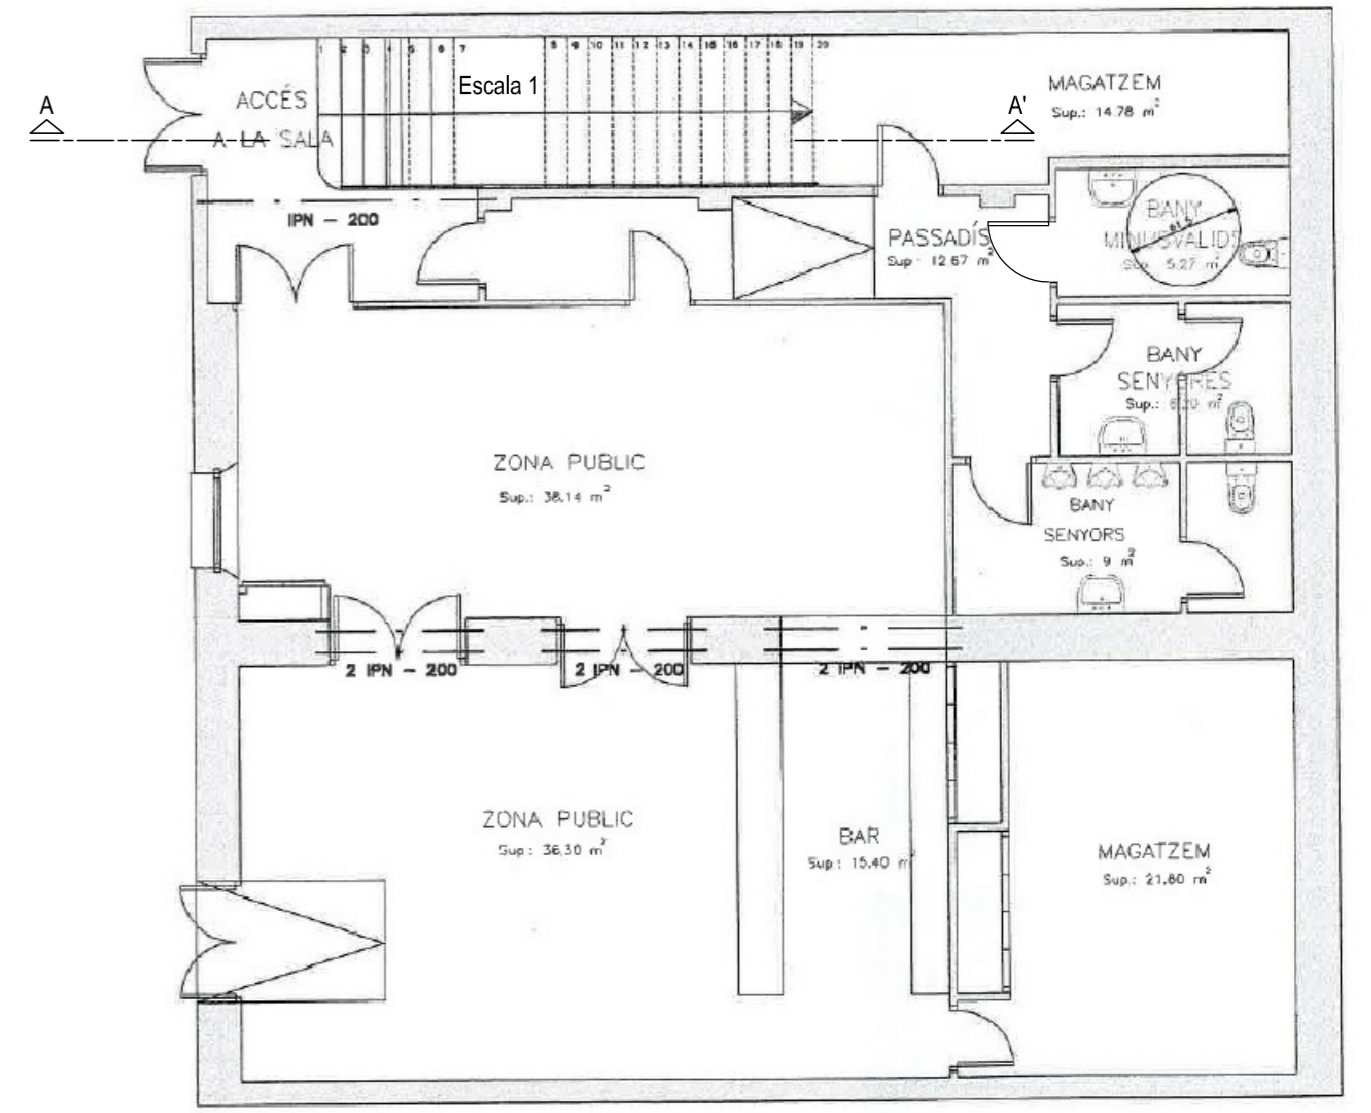 1 2 3 4 5 6 7 8 9 10 11 12 13 14 15 16 17 18 19 20
Escala 1
ACCÉS
A LA SALA
A
A'
MAGATZEM
Sup.: 14.78 m²
IPN - 200
PASSADÍS
Sup.: 12.67 m²
BANY
MINUSVALIDS
Sup. 5.27 m²
BANY
SENYORES
Sup.: m²
ZONA PUBLIC
Sup.: 38.14 m²
BANY
SENYORS
Sup.: 9 m²
2 IPN - 200
2 IPN - 200
2 IPN - 200
ZONA PUBLIC
Sup: 36.30 m²
BAR
Sup.: 15.40 m²
MAGATZEM
Sup.: 21.60 m²